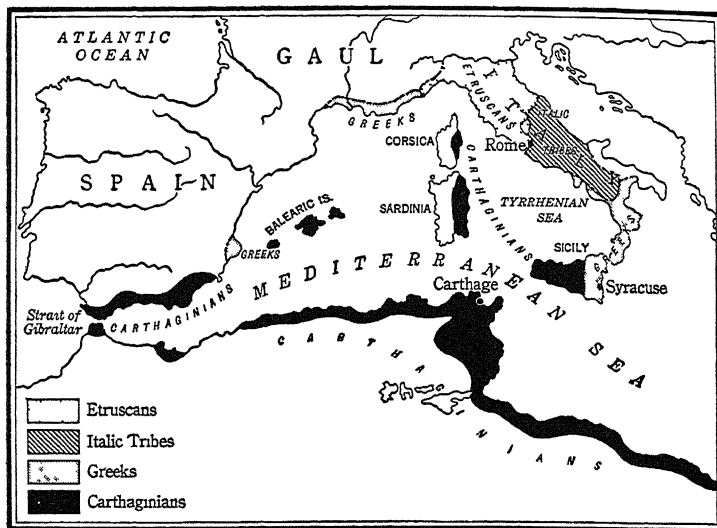 ATLANTIC
OCEAN
GAUL
ETRUSCANS
ITALY
ITALIC
TRIBES
GREEKS
CORSICA
Rome
SPAIN
BALEARIC IS.
SARDINIA
CARTHAGINIANS
TYRRHENIAN
SEA
GREEKS
GREEKS
SICILY
MEDITERRANEAN SEA
Carthage
Syracuse
Strait of
Gibraltar
CARTHAGINIANS
CARTHAGINIANS
Etruscans
Italic Tribes
Greeks
Carthaginians